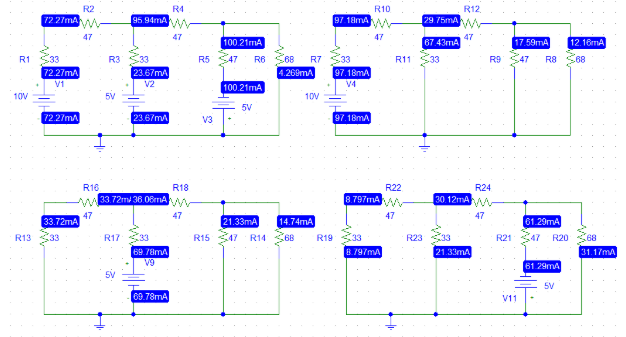 72.27mA R2 95.94mA R4 97.18mA R10 29.75mA R12
47 47 47 47
100.21mA 67.43mA 17.59mA 12.16mA
R1 33 R3 33 R5 47 R6 68 R7 33 R11 33 R9 47 R8 68
72.27mA 23.67mA 4.269mA 97.18mA
V1 V2 100.21mA V4
10V 5V 5V 10V
V3
72.27mA 23.67mA 97.18mA
R16 R18 R22 R24
33.72mA 36.06mA 8.797mA 30.12mA
47 47 47 47
33.72mA 21.33mA 14.74mA 61.29mA
R13 33 R17 33 R15 47 R14 68 R19 33 R23 33 R21 47 R20 68
69.78mA 8.797mA 21.33mA 31.17mA
V9 61.29mA
5V 5V
69.78mA V11